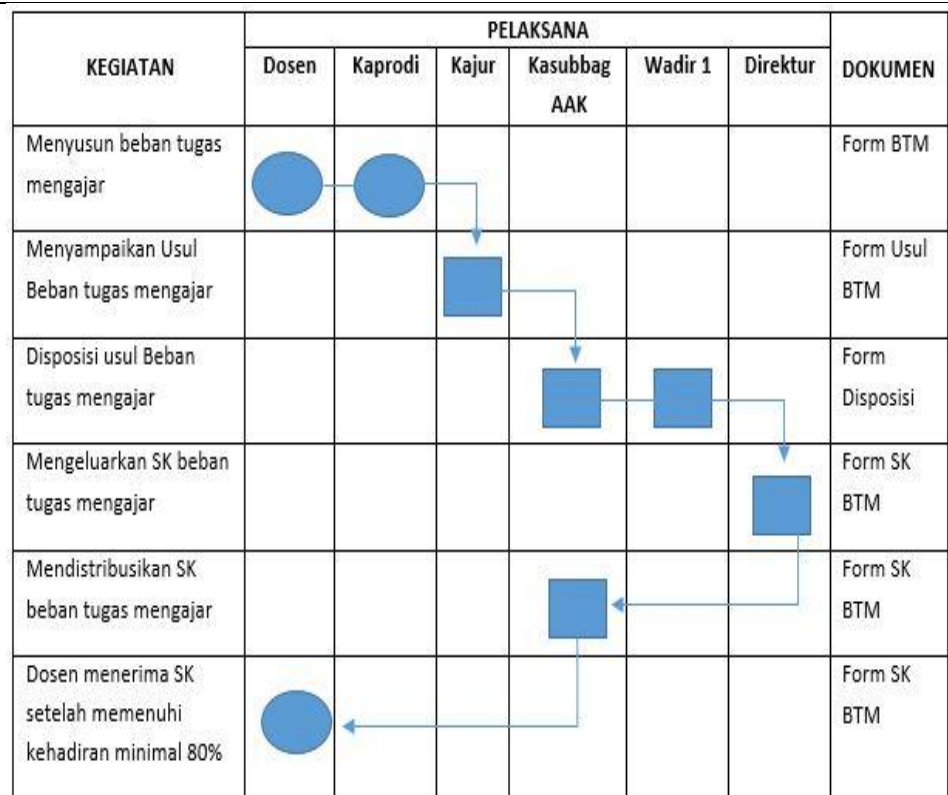 PELAKSANA
KEGIATAN
Dosen
Kaprodi
Kajur
Kasubbag
AAK
Wadir 1
Direktur
DOKUMEN
Menyusun beban tugas
mengajar
Form BTM
Menyampaikan Usul
Beban tugas mengajar
Form Usul
BTM
Disposisi usul Beban
tugas mengajar
Form
Disposisi
Mengeluarkan SK beban
tugas mengajar
Form SK
BTM
Mendistribusikan SK
beban tugas mengajar
Form SK
BTM
Dosen menerima SK
setelah memenuhi
kehadiran minimal 80%
Form SK
BTM